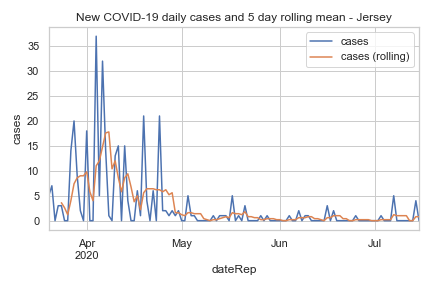 New COVID-19 daily cases and 5 day rolling mean - Jersey
cases
cases (rolling)
cases
35
30
25
20
15
10
5
0
Apr
2020
May
Jun
Jul
dateRep